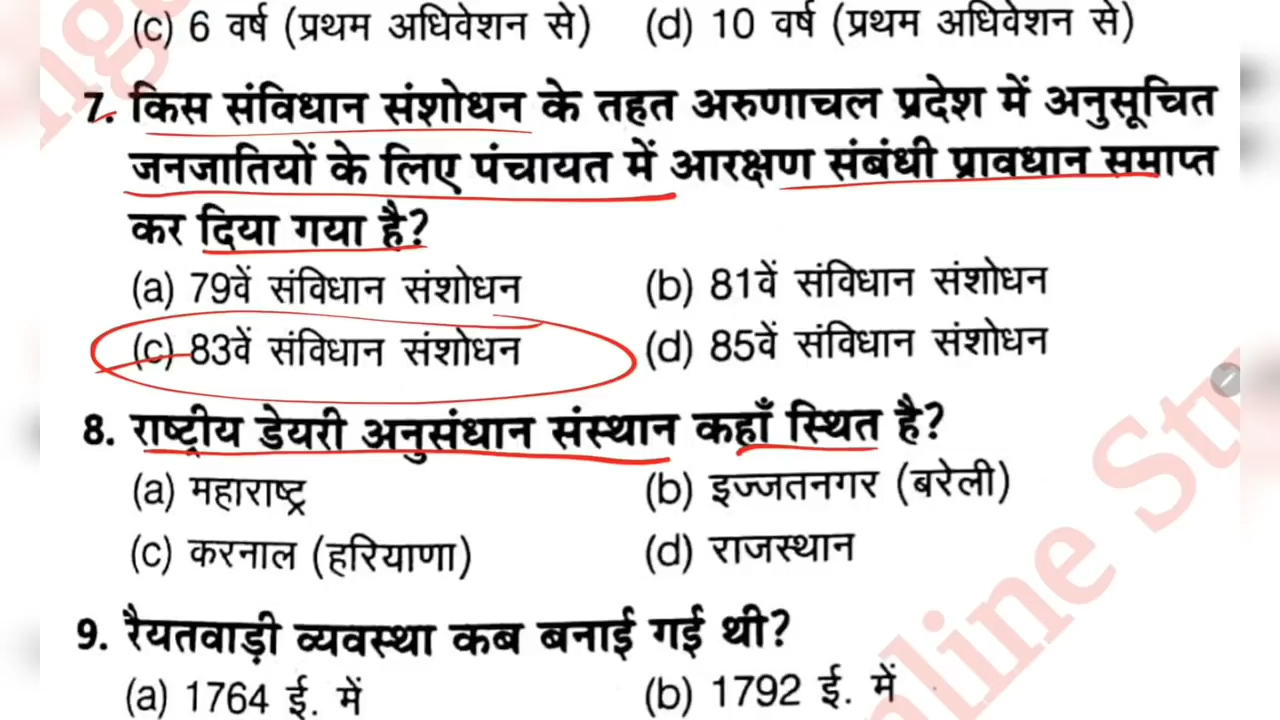 (c) 6 वर्ष (प्रथम अधिवेशन से) (d) 10 वर्ष (प्रथम अधिवेशन से)
7. किस संविधान संशोधन के तहत अरुणाचल प्रदेश में अनुसूचित
जनजातियों के लिए पंचायत में आरक्षण संबंधी प्रावधान समाप्त
कर दिया गया है?
(a) 79वें संविधान संशोधन (b) 81वें संविधान संशोधन
(c) 83वें संविधान संशोधन (d) 85वें संविधान संशोधन
8. राष्ट्रीय डेयरी अनुसंधान संस्थान कहाँ स्थित है?
(a) महाराष्ट्र (b) इज्जतनगर (बरेली)
(c) करनाल (हरियाणा) (d) राजस्थान
9. रैयतवाड़ी व्यवस्था कब बनाई गई थी?
(a) 1764 ई. में (b) 1792 ई. में